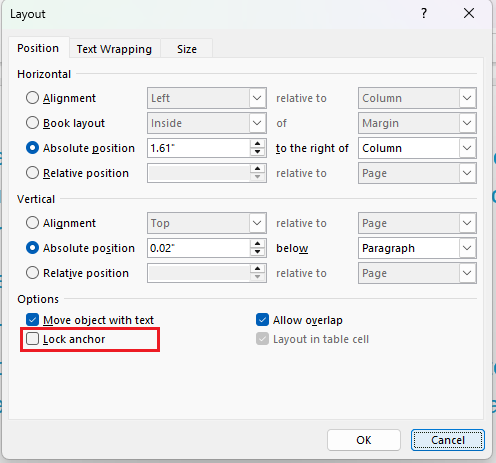 Layout ? ×
Position Text Wrapping Size
Horizontal
Alignment Left relative to Column
Book layout Inside of Margin
Absolute position 1.61" to the right of Column
Relative position relative to Page
Vertical
Alignment Top relative to Page
Absolute position 0.02" below Paragraph
Relative position relative to Page
Options
Move object with text Allow overlap
Lock anchor Layout in table cell
OK Cancel